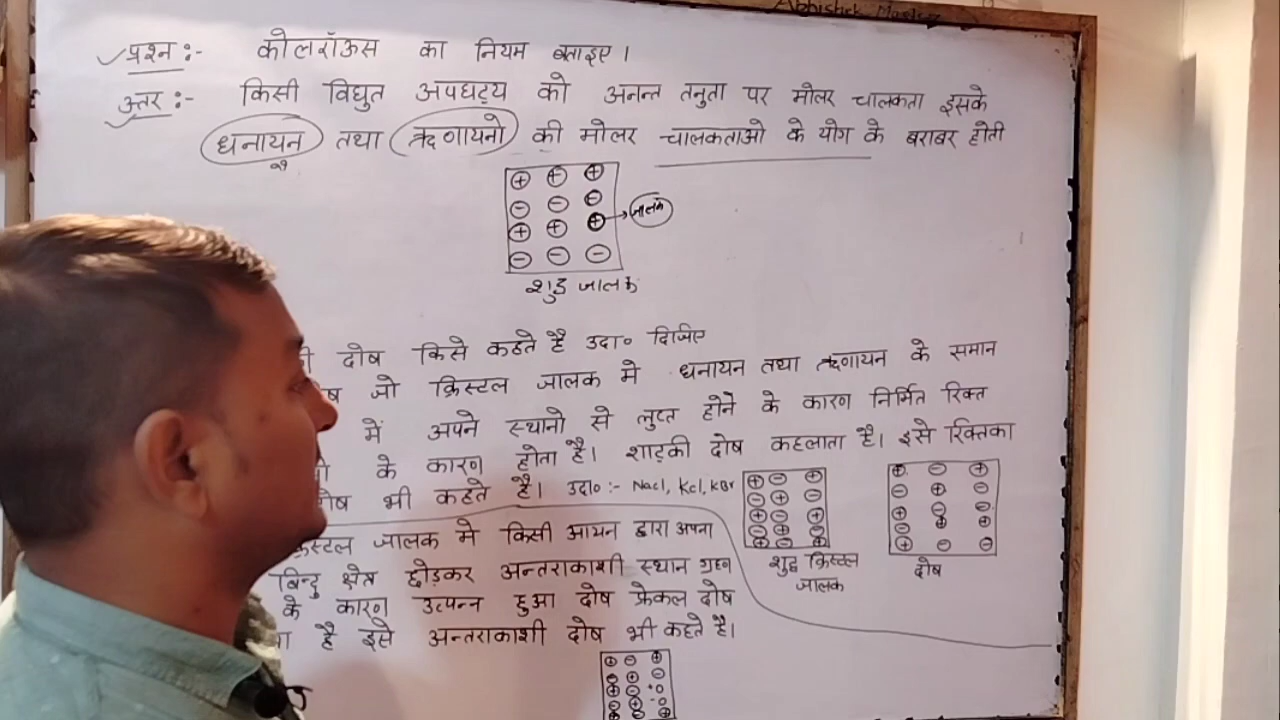 Abhishek
प्रश्न :- कोलराॅऊस का नियम बताइए।
उत्तर :- किसी विद्युत अपघट्य की अनन्त तनुता पर मोलर चालकता इसके
धनायन तथा ऋणायनो की मोलर चालकताओ के योग के बराबर होती
है
जालक
शुद्ध जालक
दोष किसे कहते है उदा० दिजिए
जो क्रिस्टल जालक मे धनायन तथा ऋणायन के समान
में अपने स्थानो से लुप्त होने के कारण निर्मित रिक्त
के कारण होता है। शाट्की दोष कहलाता है। इसे रिक्तिका
भी कहते है। उदा० :- Nacl, Kcl, KBr
शुद्ध क्रिस्टल
जालक
दोष
जालक मे किसी आयन द्वारा अपना
बिन्दु क्षेत्र छोड़कर अन्तराकाशी स्थान ग्रहण
के कारण उत्पन्न हुआ दोष फ्रेंकल दोष
है इसे अन्तराकाशी दोष भी कहते है।